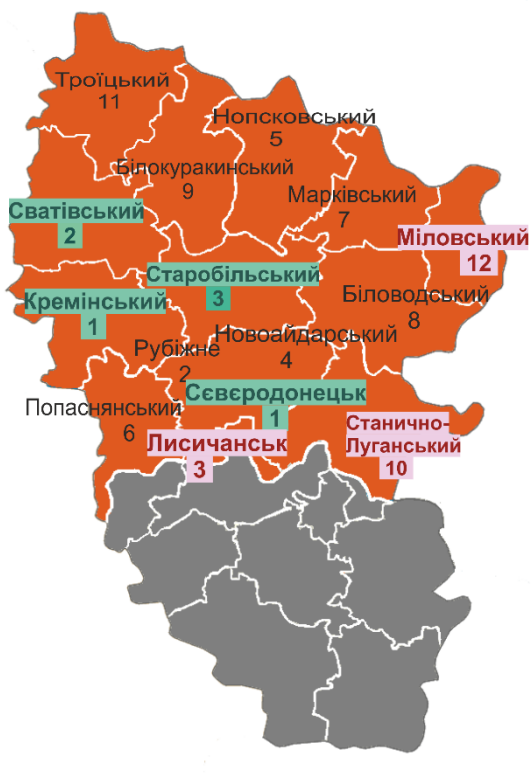 Троїцький
11
Нопсковський
5
Білокуракинський
9
Марківський
7
Сватівський
2
Міловський
12
Старобільський
3
Кремінський
1
Біловодський
8
Новоайдарський
4
Рубіжне
2
Сєвєродонецьк
1
Попаснянський
6
Лисичанськ
3
Станично-
Луганський
10